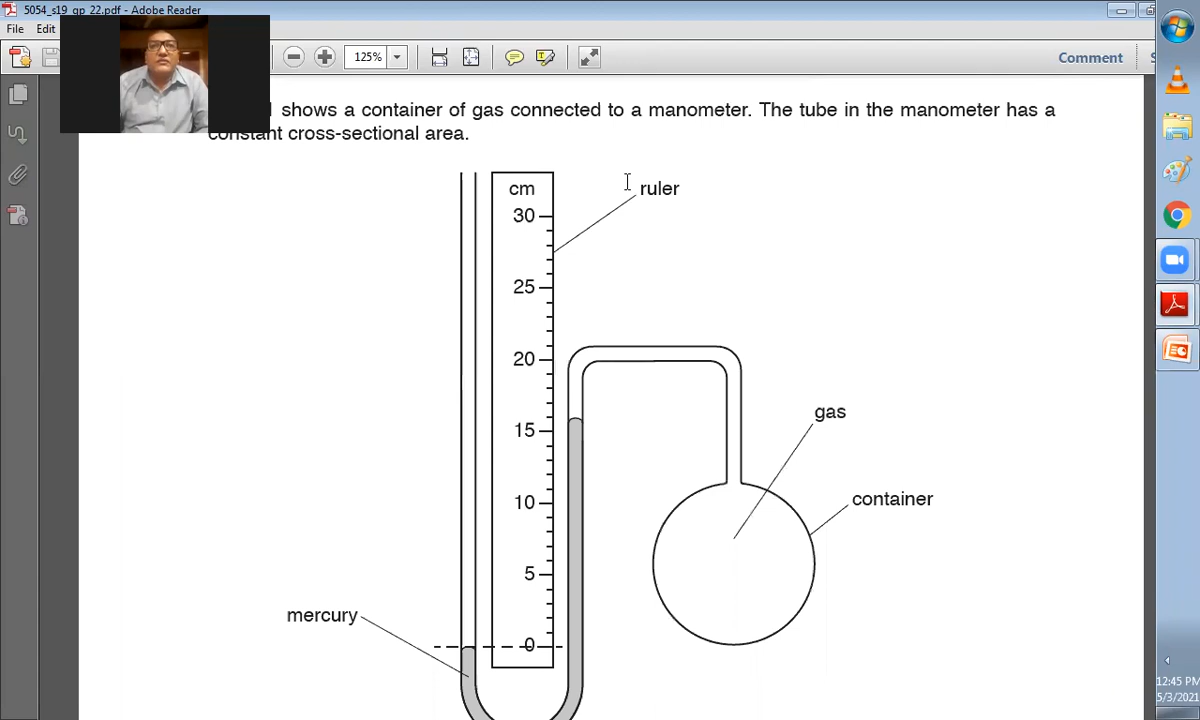 5054_s19_qp_22.pdf - Adobe Reader
File Edit
125%
Comment
shows a container of gas connected to a manometer. The tube in the manometer has a
constant cross-sectional area.
cm
ruler
30
25
20
15
gas
10
container
5
mercury
0
12:45 PM
5/3/2021